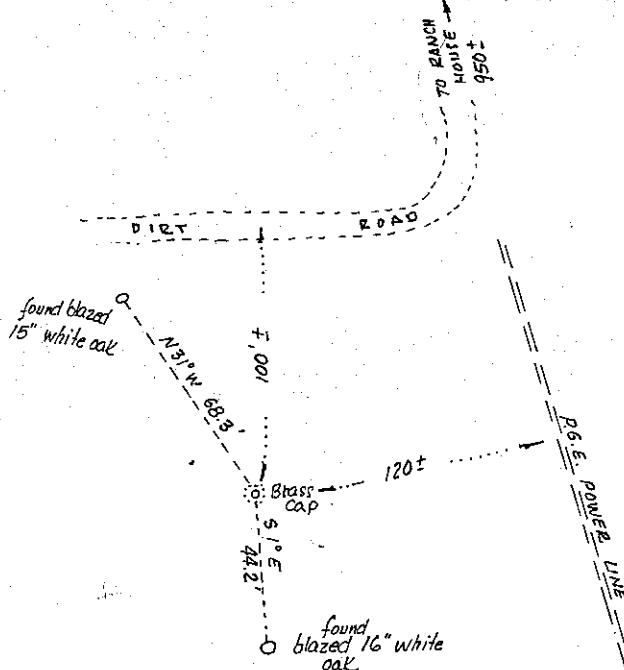 TO RANCH
HOUSE
950±
DIRT ROAD
found blazed
15" white oak
N31°W 68.3'
100'±
Brass
Cap
120±
S 1° E
44.2'
P.G.E. POWER LINE
found
blazed 16" white
oak